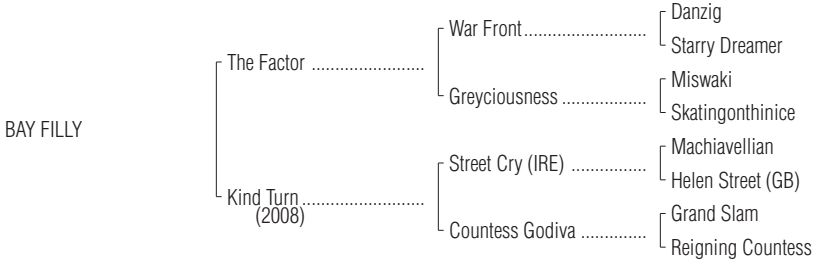 Danzig
War Front..........................
Starry Dreamer
The Factor ........................
Miswaki
Greyciousness ..................
Skatingonthinice
BAY FILLY
Machiavellian
Street Cry (IRE) ................
Helen Street (GB)
Kind Turn..........................
(2008)
Grand Slam
Countess Godiva ..............
Reigning Countess